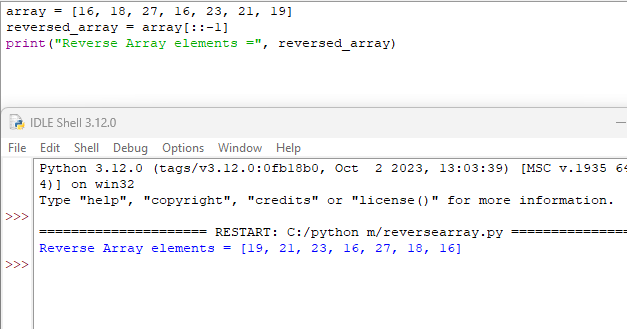 array = [16, 18, 27, 16, 23, 21, 19]
reversed_array = array[::-1]
print("Reverse Array elements =", reversed_array)
IDLE Shell 3.12.0
File Edit Shell Debug Options Window Help
Python 3.12.0 (tags/v3.12.0:0fb18b0, Oct  2 2023, 13:03:39) [MSC v.1935 64
4)] on win32
Type "help", "copyright", "credits" or "license()" for more information.
>>>
===================== RESTART: C:/python m/reversearray.py ===============
Reverse Array elements = [19, 21, 23, 16, 27, 18, 16]
>>>